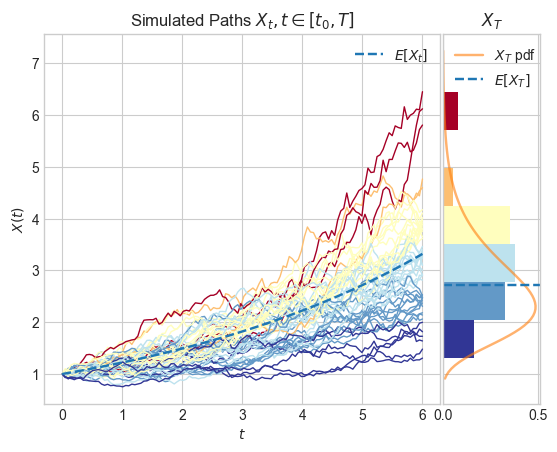 Simulated Paths X_t, t ∈ [t_0, T]
X_T
E[X_t]
X_T pdf
E[X_T]
7
6
5
4
3
2
1
X(t)
0 1 2 3 4 5 6 0.0 0.5
t